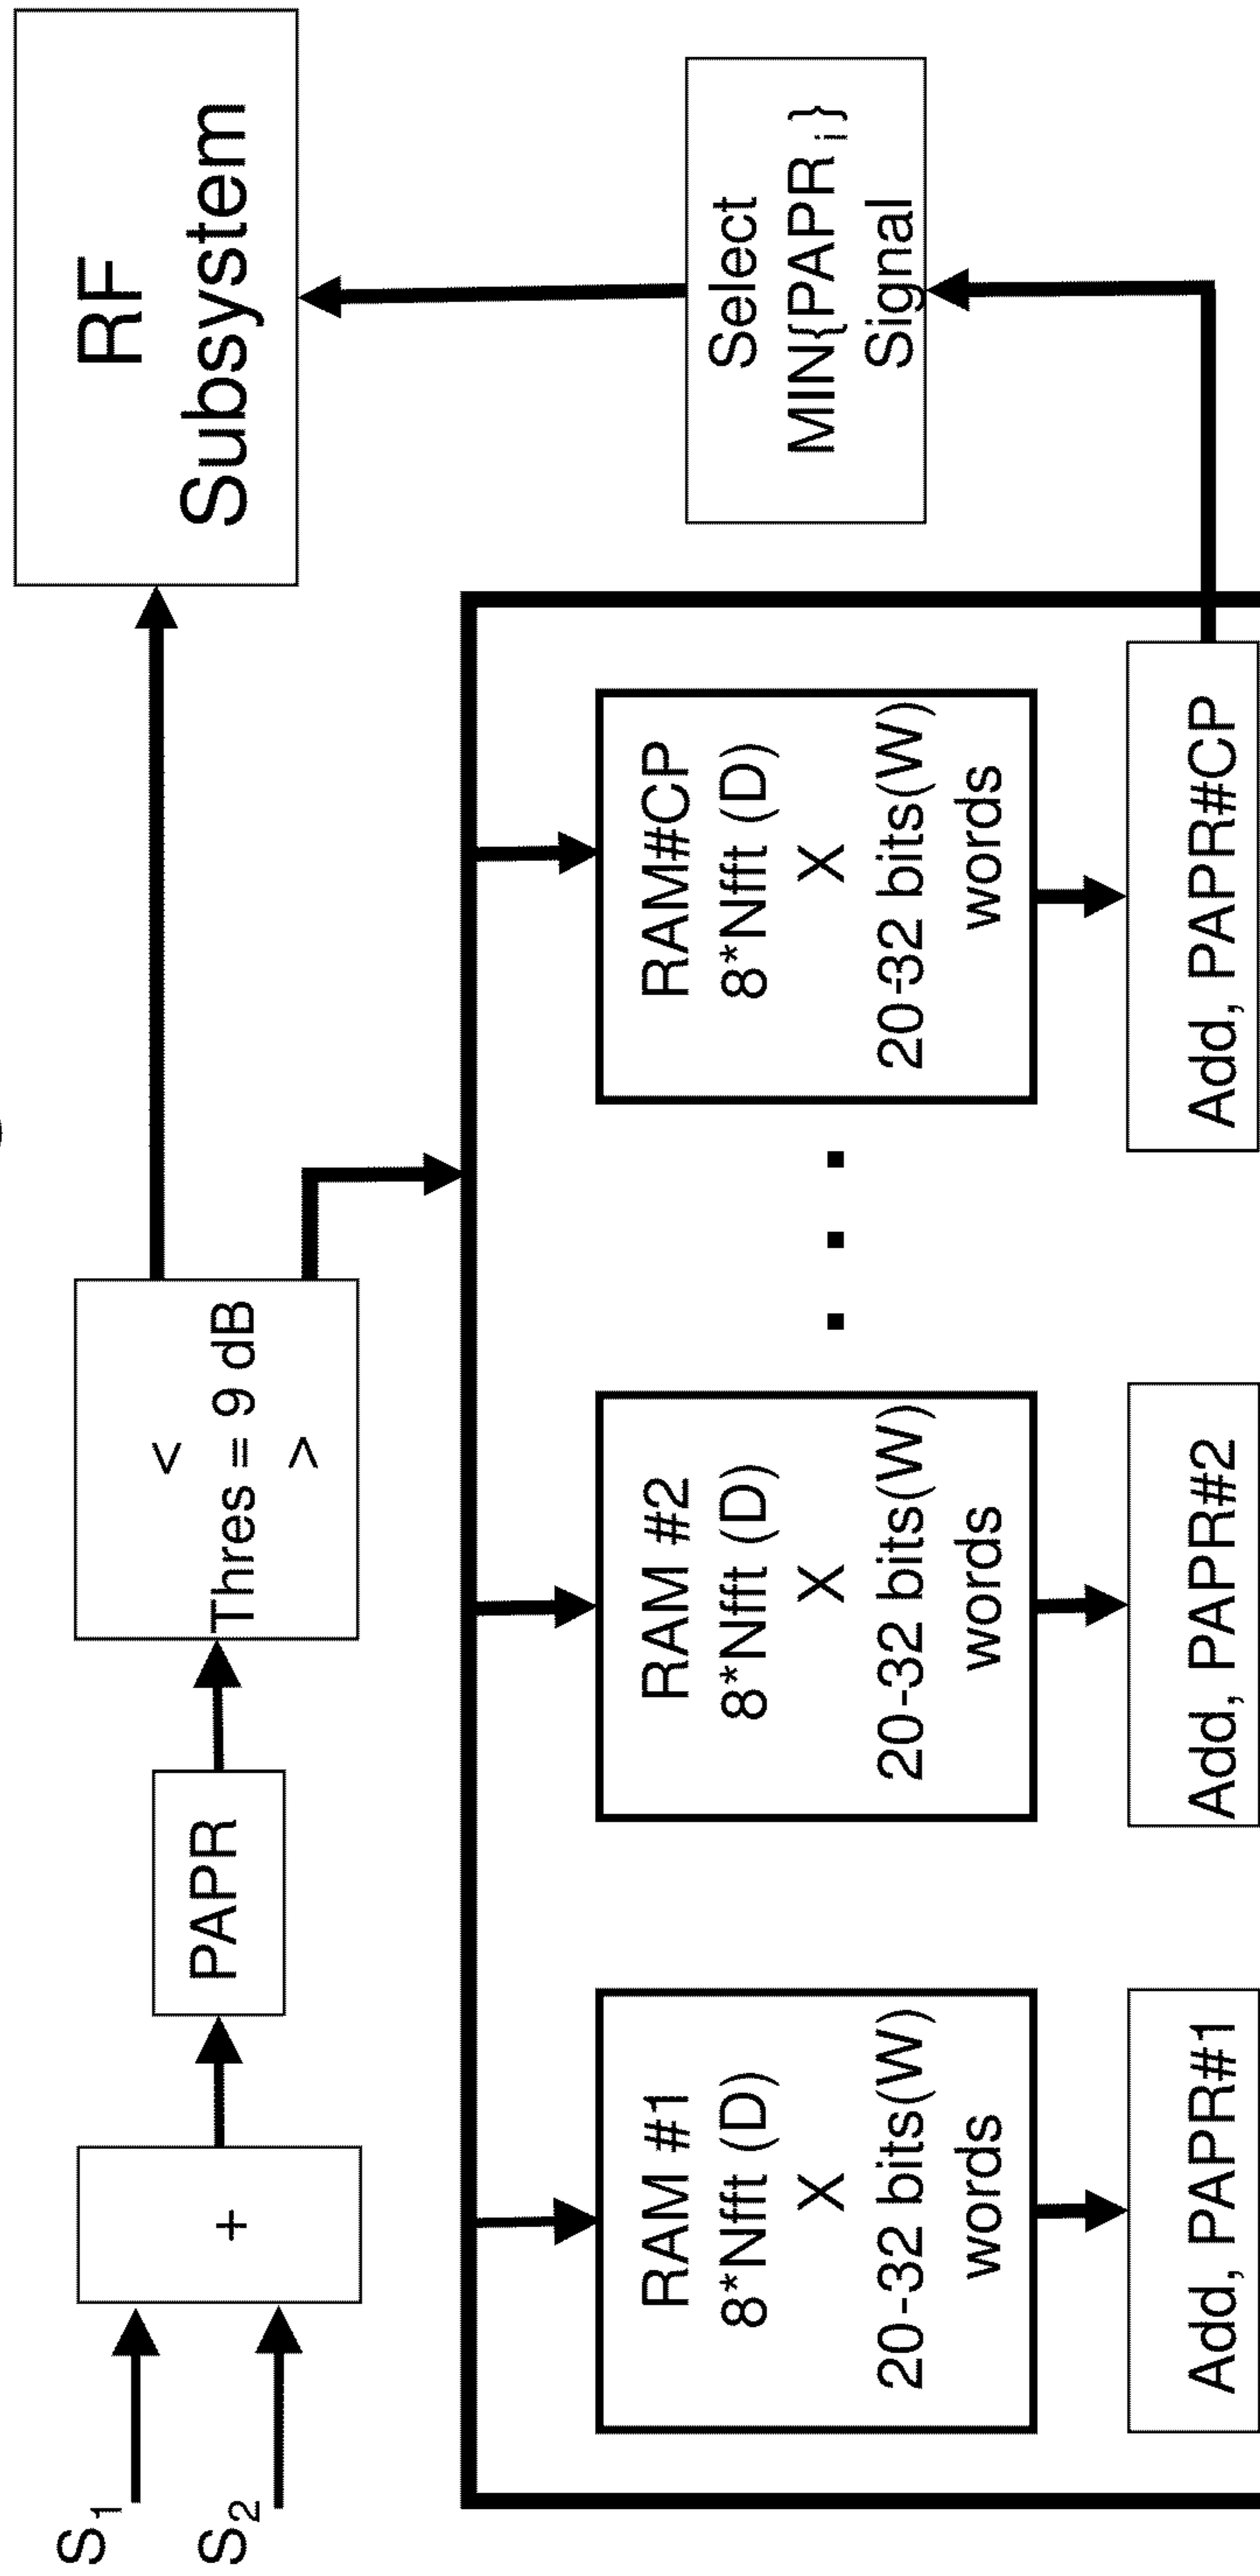 S1
S2
+
PAPR
<
Thres = 9 dB
>
RF
Subsystem
RAM #1
8*Nfft (D)
X
20-32 bits(W)
words
RAM #2
8*Nfft (D)
X
20-32 bits(W)
words
. . .
RAM#CP
8*Nfft (D)
X
20-32 bits(W)
words
Select
MIN{PAPR i }
Signal
Add, PAPR#1
Add, PAPR#2
Add, PAPR#CP